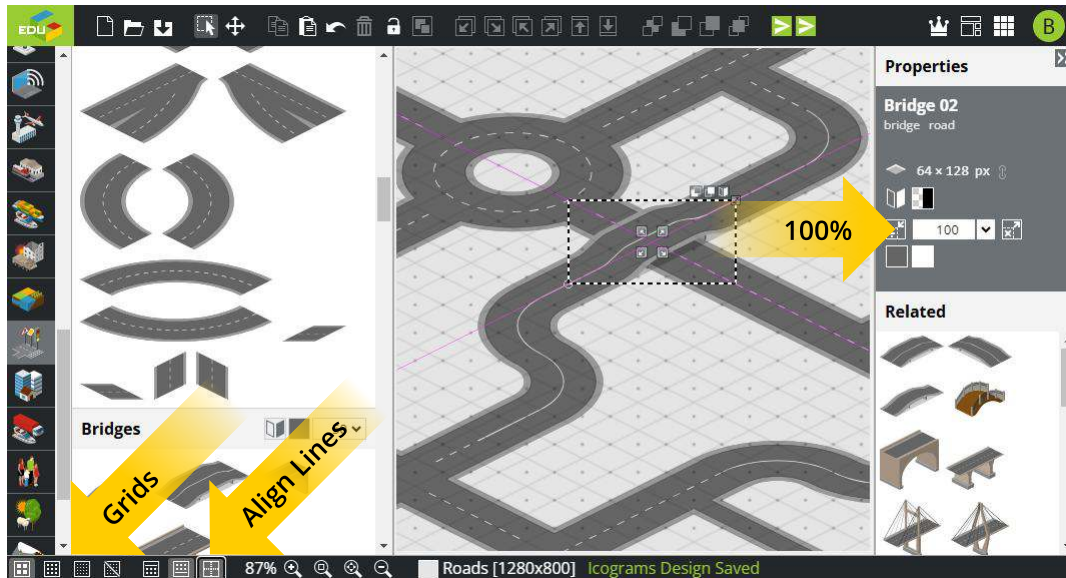 EDU
B
Properties
Bridge 02
bridge road
64 × 128 px
100%
100
Related
Bridges
Grids
Align Lines
87%
Roads [1280x800]
Icograms Design Saved